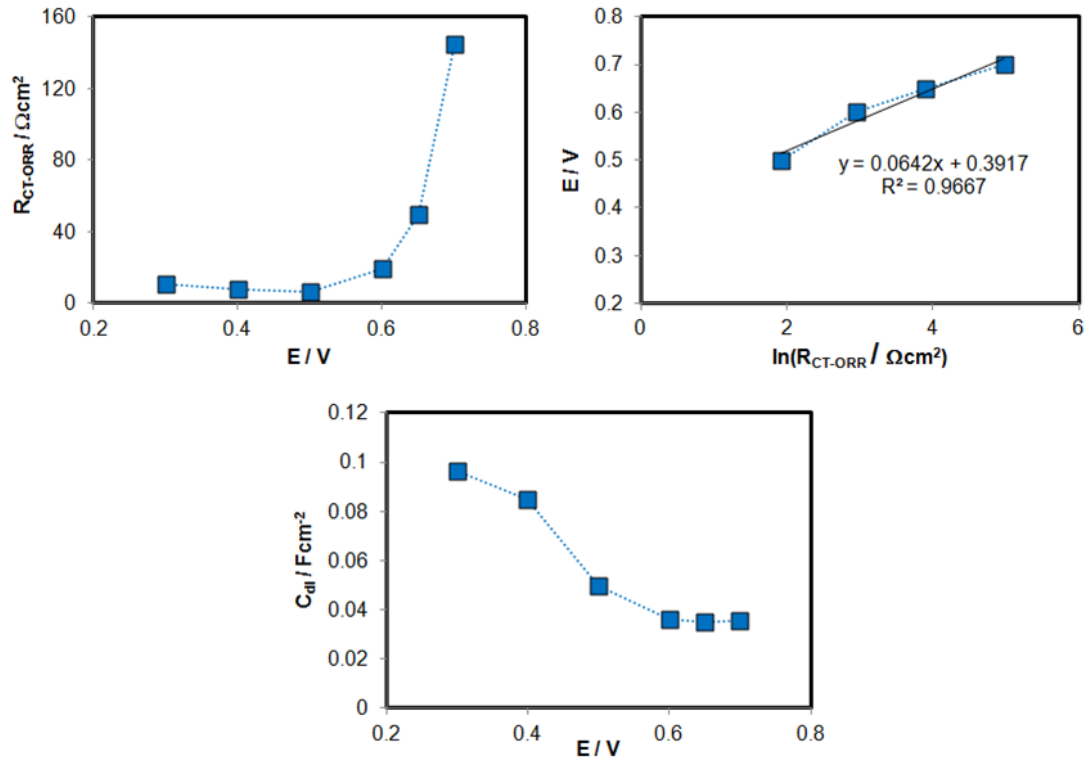 R_CT-ORR / Ωcm²
160
120
80
40
0
0.2 0.4 0.6 0.8
E / V
E / V
0.8
0.7
0.6
0.5
0.4
0.3
0.2
y = 0.0642x + 0.3917
R² = 0.9667
0 2 4 6
ln(R_CT-ORR / Ωcm²)
C_dl / Fcm⁻²
0.12
0.1
0.08
0.06
0.04
0.02
0
0.2 0.4 0.6 0.8
E / V